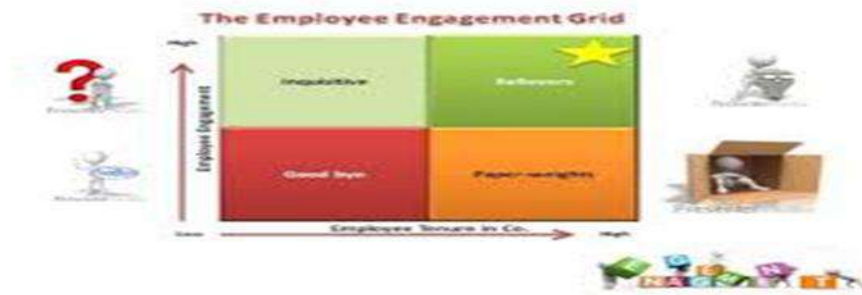 The Employee Engagement Grid
High
Inquisitive
Believers
Employee Engagement
Good bye
Paper-weights
Low
Employee Tenure in Co.
High